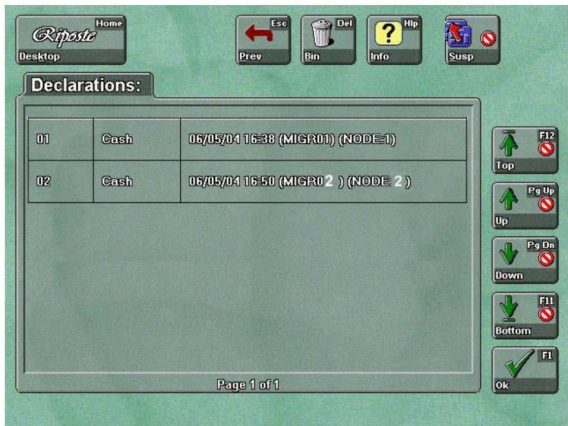 Riposte Home
Desktop
Esc
Prev
Del
Bin
? Hlp
Info
Susp
Declarations:
01 Cash 06/05/04 16:38 (MIGR01) (NODE:1)
02 Cash 06/05/04 16:50 (MIGR02 ) (NODE: 2 )
F12
Top
Pg Up
Up
Pg Dn
Down
F11
Bottom
F1
Ok
Page 1 of 1